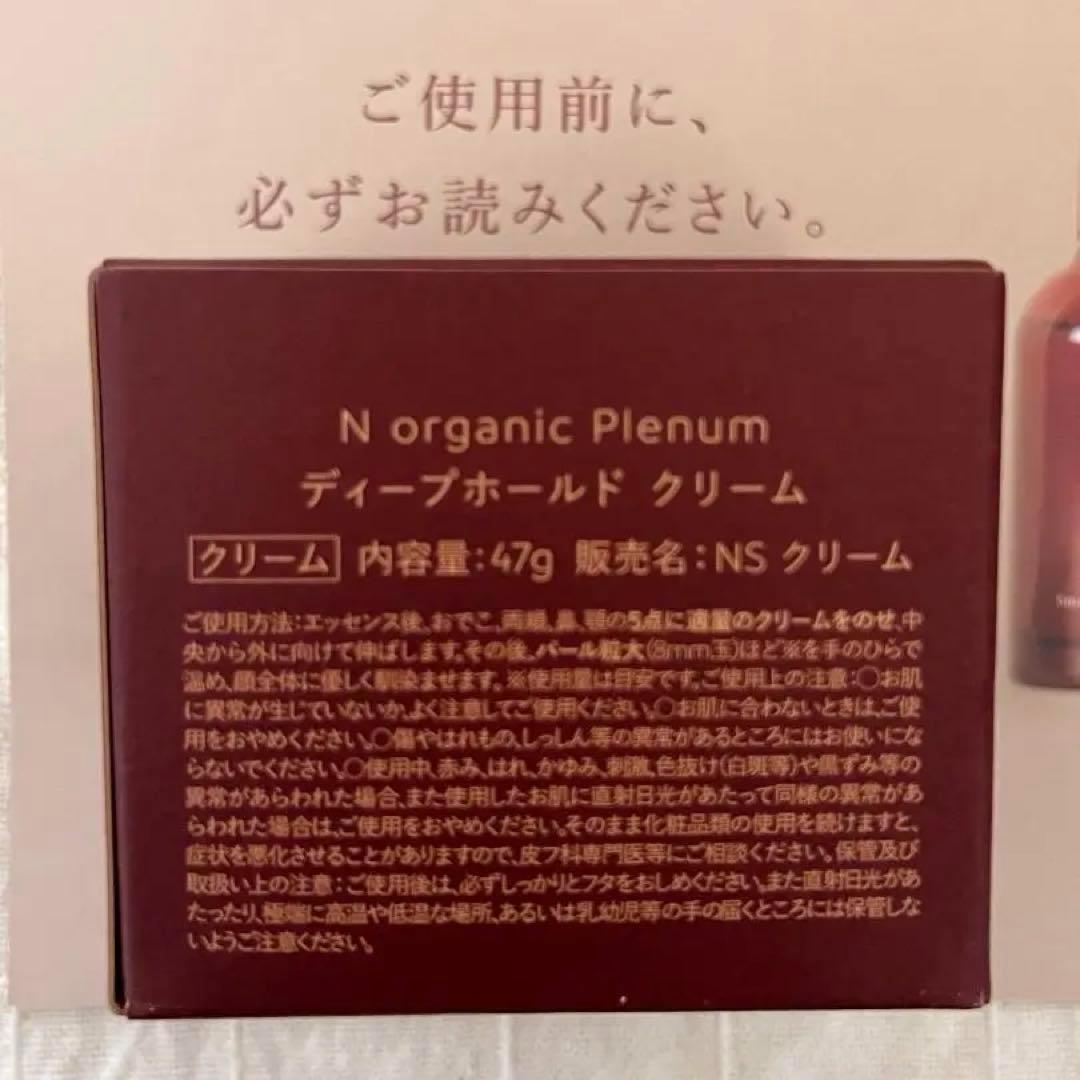 ご使用前に、
必ずお読みください。
N organic Plenum
ディープホールド クリーム
クリーム 内容量:47g 販売名:NS クリーム
ご使用方法:エッセンス後、おでこ、両頬、鼻、顎の5点に適量のクリームをのせ、中
央から外に向けて伸ばします。その後、パール粒大(8mm玉)ほど※を手のひらで
温め、顔全体に優しく馴染ませます。※使用量は目安です。ご使用上の注意:○お肌
に異常が生じていないか、よく注意してご使用ください。○お肌に合わないときは、ご使
用をおやめください。○傷やはれもの、しっしん等の異常があるところにはお使いにな
らないでください。○使用中、赤み、はれ、かゆみ、刺激、色抜け(白斑等)や黒ずみ等の
異常があらわれた場合、また使用したお肌に直射日光があたって同様の異常があ
らわれた場合は、ご使用をおやめください。そのまま化粧品類の使用を続けますと、
症状を悪化させることがありますので、皮フ科専門医等にご相談ください。保管及び
取扱い上の注意:ご使用後は、必ずしっかりとフタをおしめください。また直射日光があ
たったり、極端に高温や低温な場所、あるいは乳幼児等の手の届くところには保管しな
いようご注意ください。